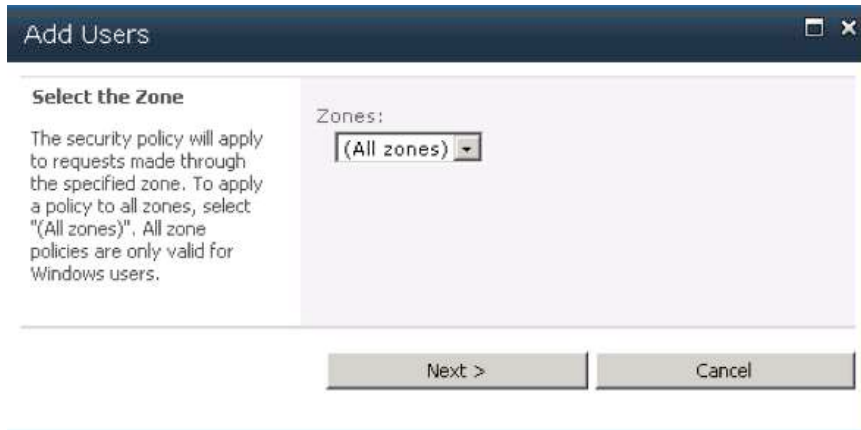 Add Users
Select the Zone
The security policy will apply
to requests made through
the specified zone. To apply
a policy to all zones, select
"(All zones)". All zone
policies are only valid for
Windows users.
Zones:
(All zones)
Next >
Cancel